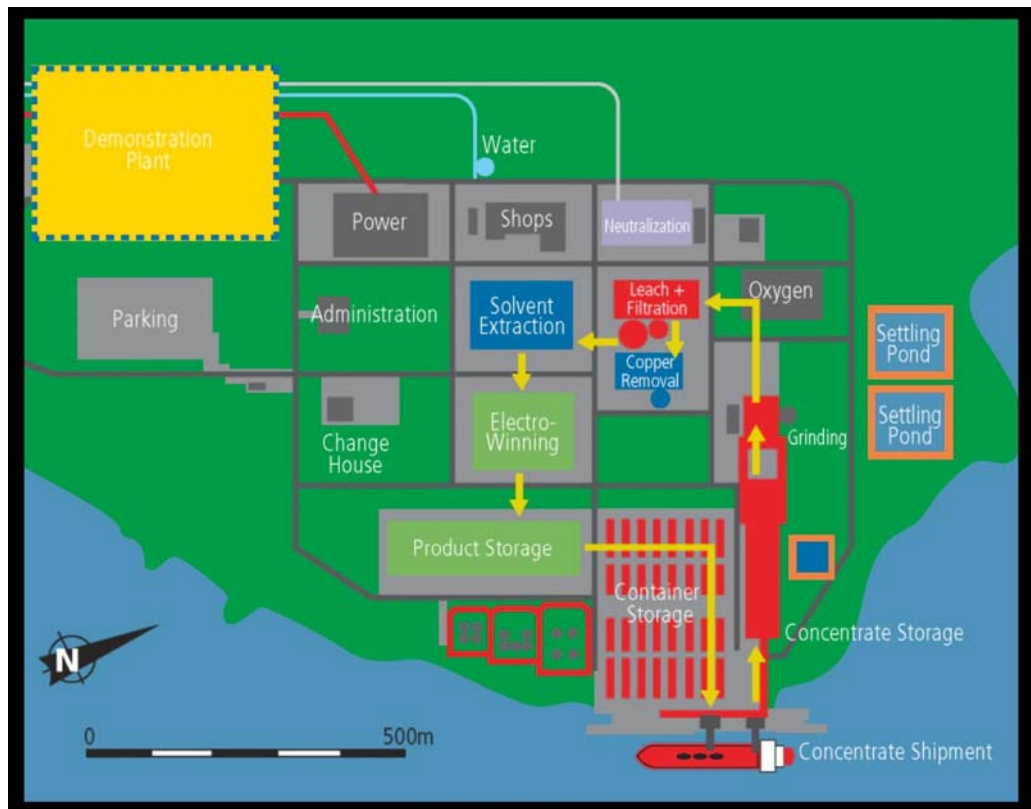 Demonstration
Plant
Water
Power
Shops
Neutralization
Parking
Administration
Solvent
Extraction
Leach +
Filtration
Oxygen
Copper
Removal
Settling
Pond
Settling
Pond
Change
House
Electro-
Winning
Grinding
Product Storage
Container
Storage
Concentrate Storage
N
0
500m
Concentrate Shipment